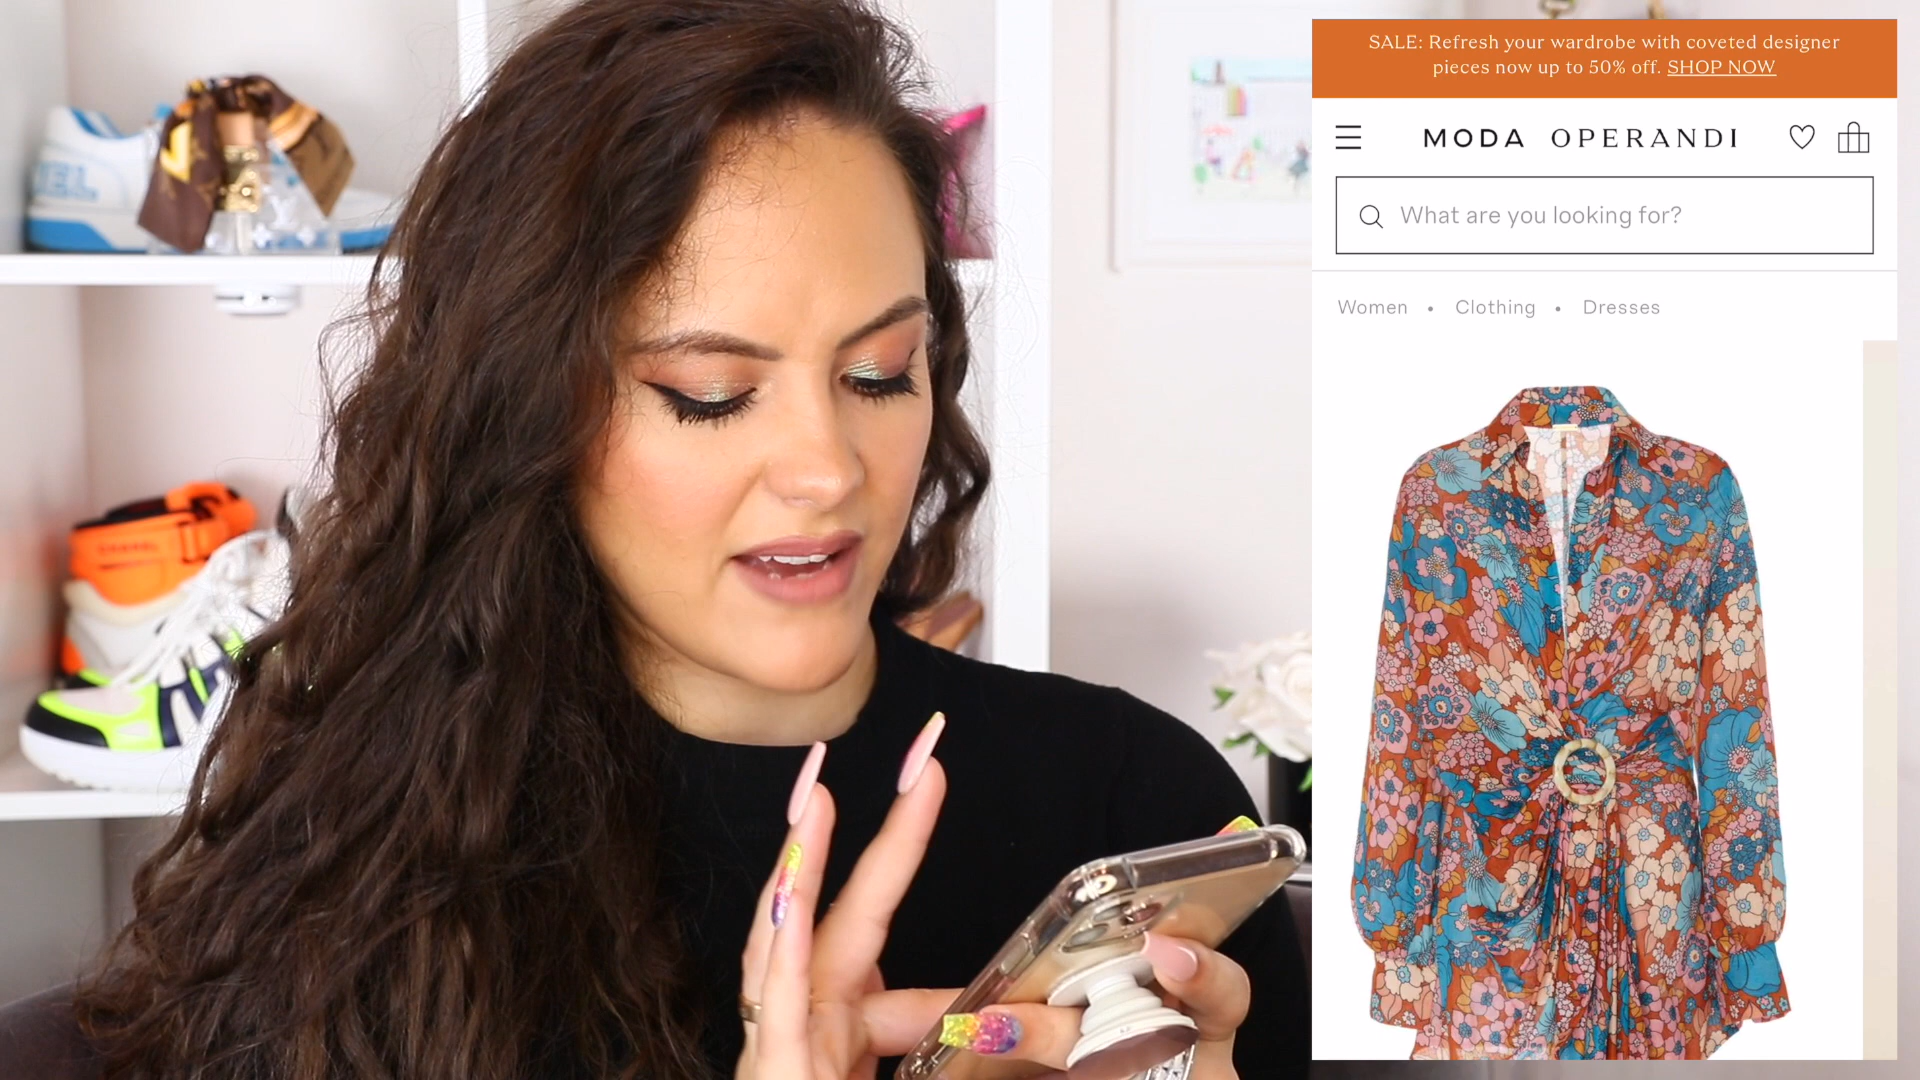 SALE: Refresh your wardrobe with coveted designer
pieces now up to 50% off. SHOP NOW
MODA OPERANDI
What are you looking for?
Women • Clothing • Dresses
CHANEL